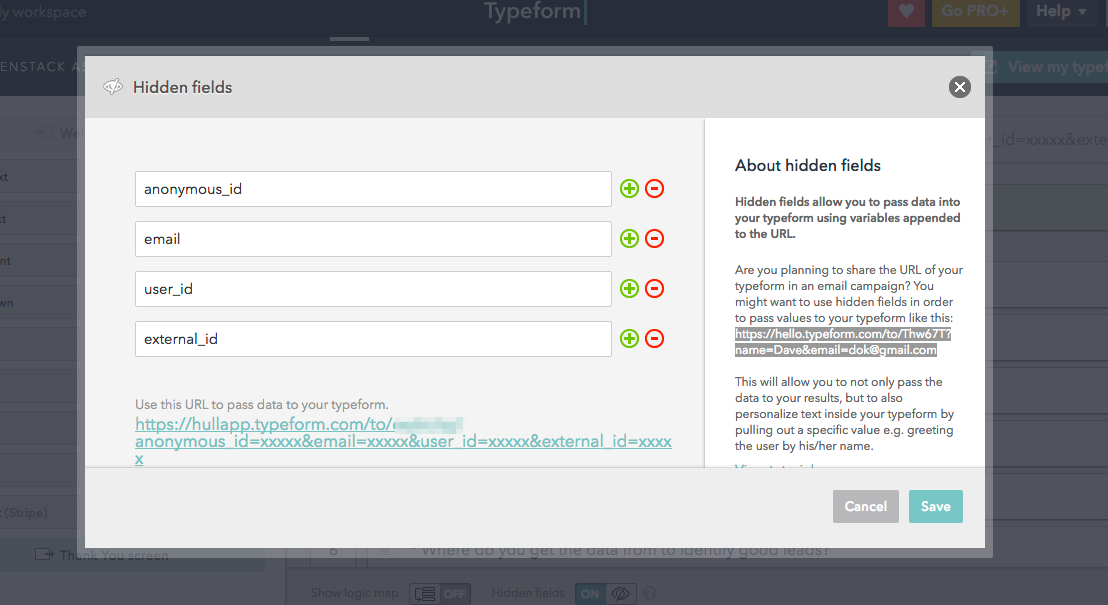 y workspace
Typeform
Go PRO+
Help
ENSTACK AS
View my typef
Hidden fields
We
_id=xxxxx&exte
xt
xt
nt
wn
anonymous_id
email
user_id
external_id
Use this URL to pass data to your typeform.
https://hullapp.typeform.com/to/
anonymous_id=xxxxx&email=xxxxx&user_id=xxxxx&external_id=xxxx
x
About hidden fields
Hidden fields allow you to pass data into
your typeform using variables appended
to the URL.
Are you planning to share the URL of your
typeform in an email campaign? You
might want to use hidden fields in order
to pass values to your typeform like this:
https://hello.typeform.com/to/Thw67T?
name=Dave&email=dok@gmail.com
This will allow you to not only pass the
data to your results, but to also
personalize text inside your typeform by
pulling out a specific value e.g. greeting
the user by his/her name.
Cancel
Save
t (Stripe)
Thank You screen
6
* Where do you get the data from to identify good leads?
Show logic map
OFF
Hidden fields
ON
?